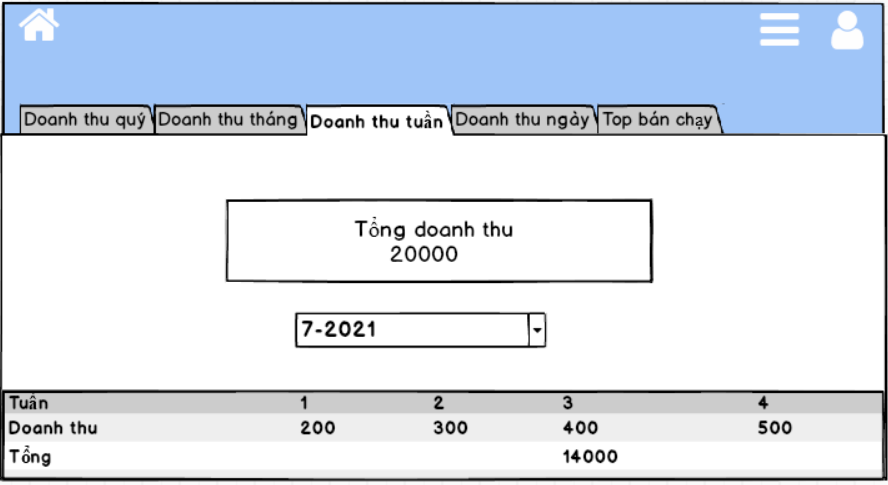 Doanh thu quý Doanh thu tháng Doanh thu tuần Doanh thu ngày Top bán chạy
Tổng doanh thu
20000
7-2021
Tuần 1 2 3 4
Doanh thu 200 300 400 500
Tổng 14000